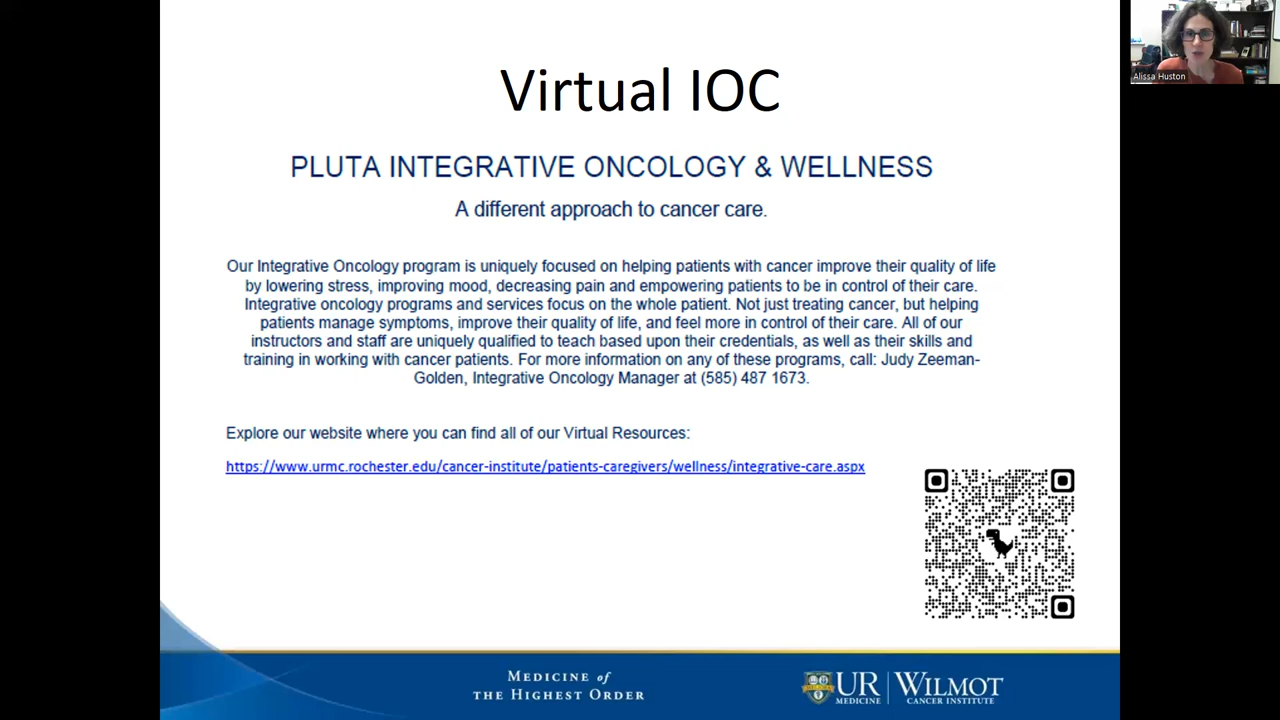 Virtual IOC
PLUTA INTEGRATIVE ONCOLOGY & WELLNESS
A different approach to cancer care.
Our Integrative Oncology program is uniquely focused on helping patients with cancer improve their quality of life
by lowering stress, improving mood, decreasing pain and empowering patients to be in control of their care.
Integrative oncology programs and services focus on the whole patient. Not just treating cancer, but helping
patients manage symptoms, improve their quality of life, and feel more in control of their care. All of our
instructors and staff are uniquely qualified to teach based upon their credentials, as well as their skills and
training in working with cancer patients. For more information on any of these programs, call: Judy Zeeman-
Golden, Integrative Oncology Manager at (585) 487 1673.
Explore our website where you can find all of our Virtual Resources:
https://www.urmc.rochester.edu/cancer-institute/patients-caregivers/wellness/integrative-care.aspx
MEDICINE of
THE HIGHEST ORDER
UR
MEDICINE
WILMOT
CANCER INSTITUTE
Alissa Huston